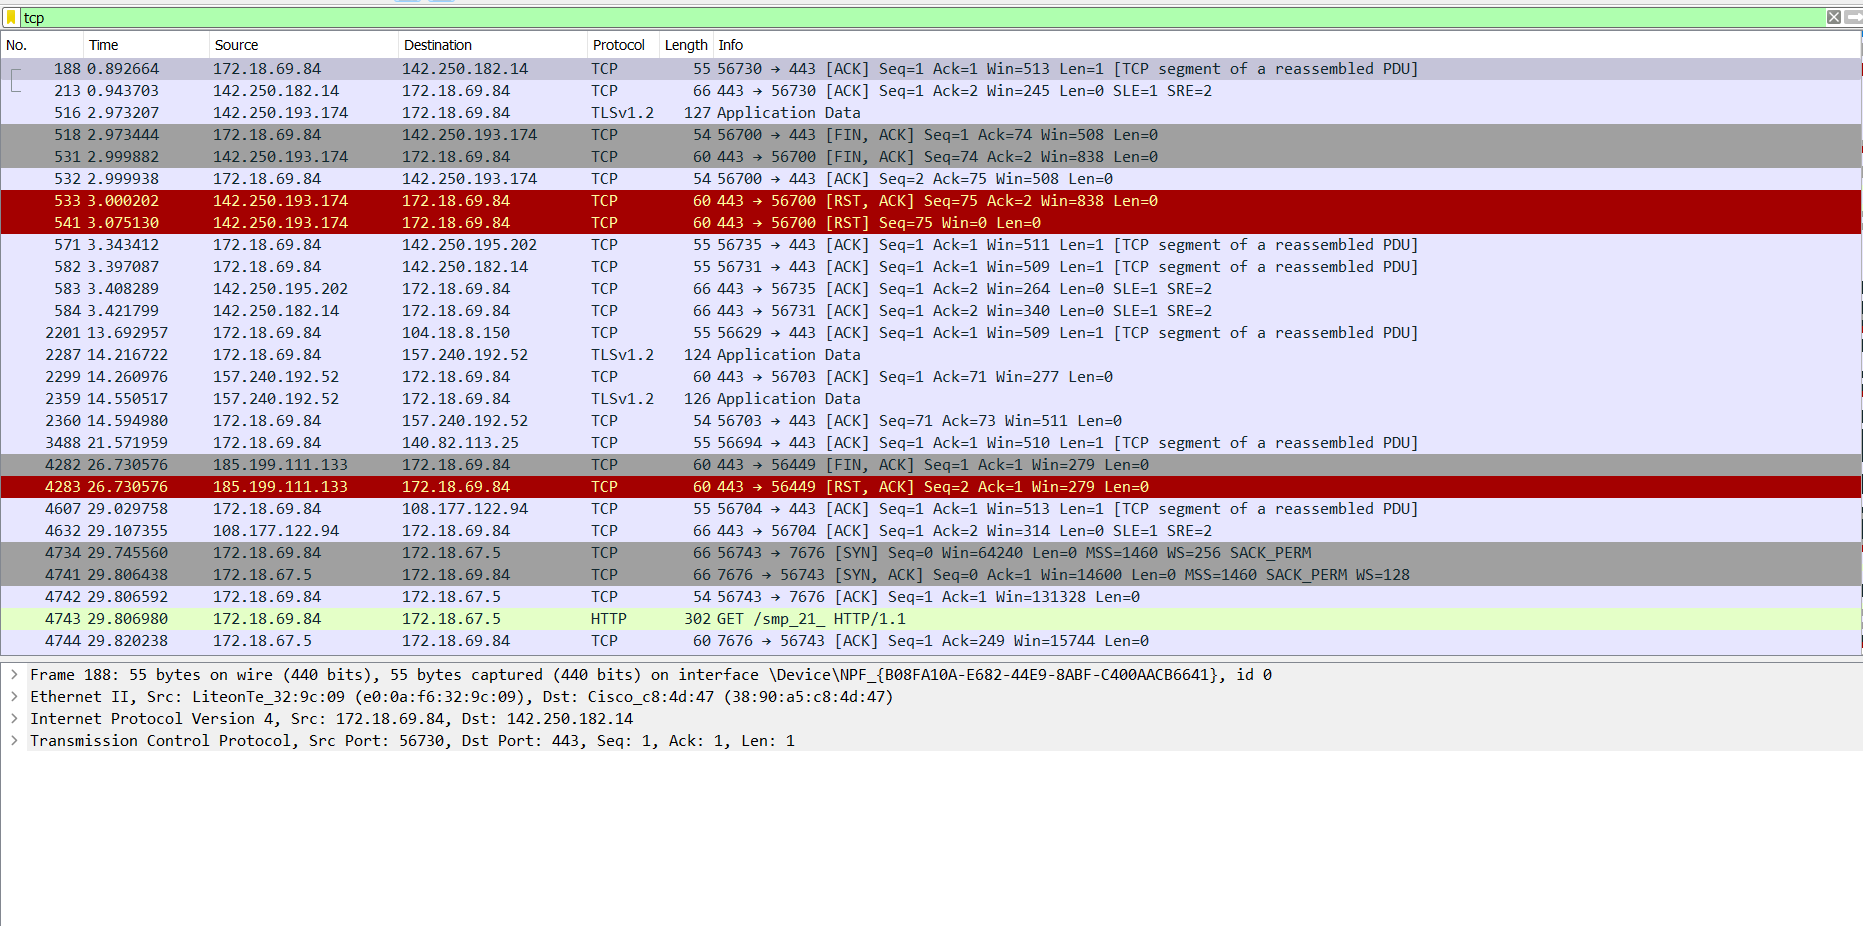 tcp
No. Time Source Destination Protocol Length Info
188 0.892664 172.18.69.84 142.250.182.14 TCP 55 56730 → 443 [ACK] Seq=1 Ack=1 Win=513 Len=1 [TCP segment of a reassembled PDU]
213 0.943703 142.250.182.14 172.18.69.84 TCP 66 443 → 56730 [ACK] Seq=1 Ack=2 Win=245 Len=0 SLE=1 SRE=2
516 2.973207 142.250.193.174 172.18.69.84 TLSv1.2 127 Application Data
518 2.973444 172.18.69.84 142.250.193.174 TCP 54 56700 → 443 [FIN, ACK] Seq=1 Ack=74 Win=508 Len=0
531 2.999882 142.250.193.174 172.18.69.84 TCP 60 443 → 56700 [FIN, ACK] Seq=74 Ack=2 Win=838 Len=0
532 2.999938 172.18.69.84 142.250.193.174 TCP 54 56700 → 443 [ACK] Seq=2 Ack=75 Win=508 Len=0
533 3.000202 142.250.193.174 172.18.69.84 TCP 60 443 → 56700 [RST, ACK] Seq=75 Ack=2 Win=838 Len=0
541 3.075130 142.250.193.174 172.18.69.84 TCP 60 443 → 56700 [RST] Seq=75 Win=0 Len=0
571 3.343412 172.18.69.84 142.250.195.202 TCP 55 56735 → 443 [ACK] Seq=1 Ack=1 Win=511 Len=1 [TCP segment of a reassembled PDU]
582 3.397087 172.18.69.84 142.250.182.14 TCP 55 56731 → 443 [ACK] Seq=1 Ack=1 Win=509 Len=1 [TCP segment of a reassembled PDU]
583 3.408289 142.250.195.202 172.18.69.84 TCP 66 443 → 56735 [ACK] Seq=1 Ack=2 Win=264 Len=0 SLE=1 SRE=2
584 3.421799 142.250.182.14 172.18.69.84 TCP 66 443 → 56731 [ACK] Seq=1 Ack=2 Win=340 Len=0 SLE=1 SRE=2
2201 13.692957 172.18.69.84 104.18.8.150 TCP 55 56629 → 443 [ACK] Seq=1 Ack=1 Win=509 Len=1 [TCP segment of a reassembled PDU]
2287 14.216722 172.18.69.84 157.240.192.52 TLSv1.2 124 Application Data
2299 14.260976 157.240.192.52 172.18.69.84 TCP 60 443 → 56703 [ACK] Seq=1 Ack=71 Win=277 Len=0
2359 14.550517 157.240.192.52 172.18.69.84 TLSv1.2 126 Application Data
2360 14.594980 172.18.69.84 157.240.192.52 TCP 54 56703 → 443 [ACK] Seq=71 Ack=73 Win=511 Len=0
3488 21.571959 172.18.69.84 140.82.113.25 TCP 55 56694 → 443 [ACK] Seq=1 Ack=1 Win=510 Len=1 [TCP segment of a reassembled PDU]
4282 26.730576 185.199.111.133 172.18.69.84 TCP 60 443 → 56449 [FIN, ACK] Seq=1 Ack=1 Win=279 Len=0
4283 26.730576 185.199.111.133 172.18.69.84 TCP 60 443 → 56449 [RST, ACK] Seq=2 Ack=1 Win=279 Len=0
4607 29.029758 172.18.69.84 108.177.122.94 TCP 55 56704 → 443 [ACK] Seq=1 Ack=1 Win=513 Len=1 [TCP segment of a reassembled PDU]
4632 29.107355 108.177.122.94 172.18.69.84 TCP 66 443 → 56704 [ACK] Seq=1 Ack=2 Win=314 Len=0 SLE=1 SRE=2
4734 29.745560 172.18.69.84 172.18.67.5 TCP 66 56743 → 7676 [SYN] Seq=0 Win=64240 Len=0 MSS=1460 WS=256 SACK_PERM
4741 29.806438 172.18.67.5 172.18.69.84 TCP 66 7676 → 56743 [SYN, ACK] Seq=0 Ack=1 Win=14600 Len=0 MSS=1460 SACK_PERM WS=128
4742 29.806592 172.18.69.84 172.18.67.5 TCP 54 56743 → 7676 [ACK] Seq=1 Ack=1 Win=131328 Len=0
4743 29.806980 172.18.69.84 172.18.67.5 HTTP 302 GET /smp_21_ HTTP/1.1
4744 29.820238 172.18.67.5 172.18.69.84 TCP 60 7676 → 56743 [ACK] Seq=1 Ack=249 Win=15744 Len=0
Frame 188: 55 bytes on wire (440 bits), 55 bytes captured (440 bits) on interface \Device\NPF_{B08FA10A-E682-44E9-8ABF-C400AACB6641}, id 0
Ethernet II, Src: LiteonTe_32:9c:09 (e0:0a:f6:32:9c:09), Dst: Cisco_c8:4d:47 (38:90:a5:c8:4d:47)
Internet Protocol Version 4, Src: 172.18.69.84, Dst: 142.250.182.14
Transmission Control Protocol, Src Port: 56730, Dst Port: 443, Seq: 1, Ack: 1, Len: 1